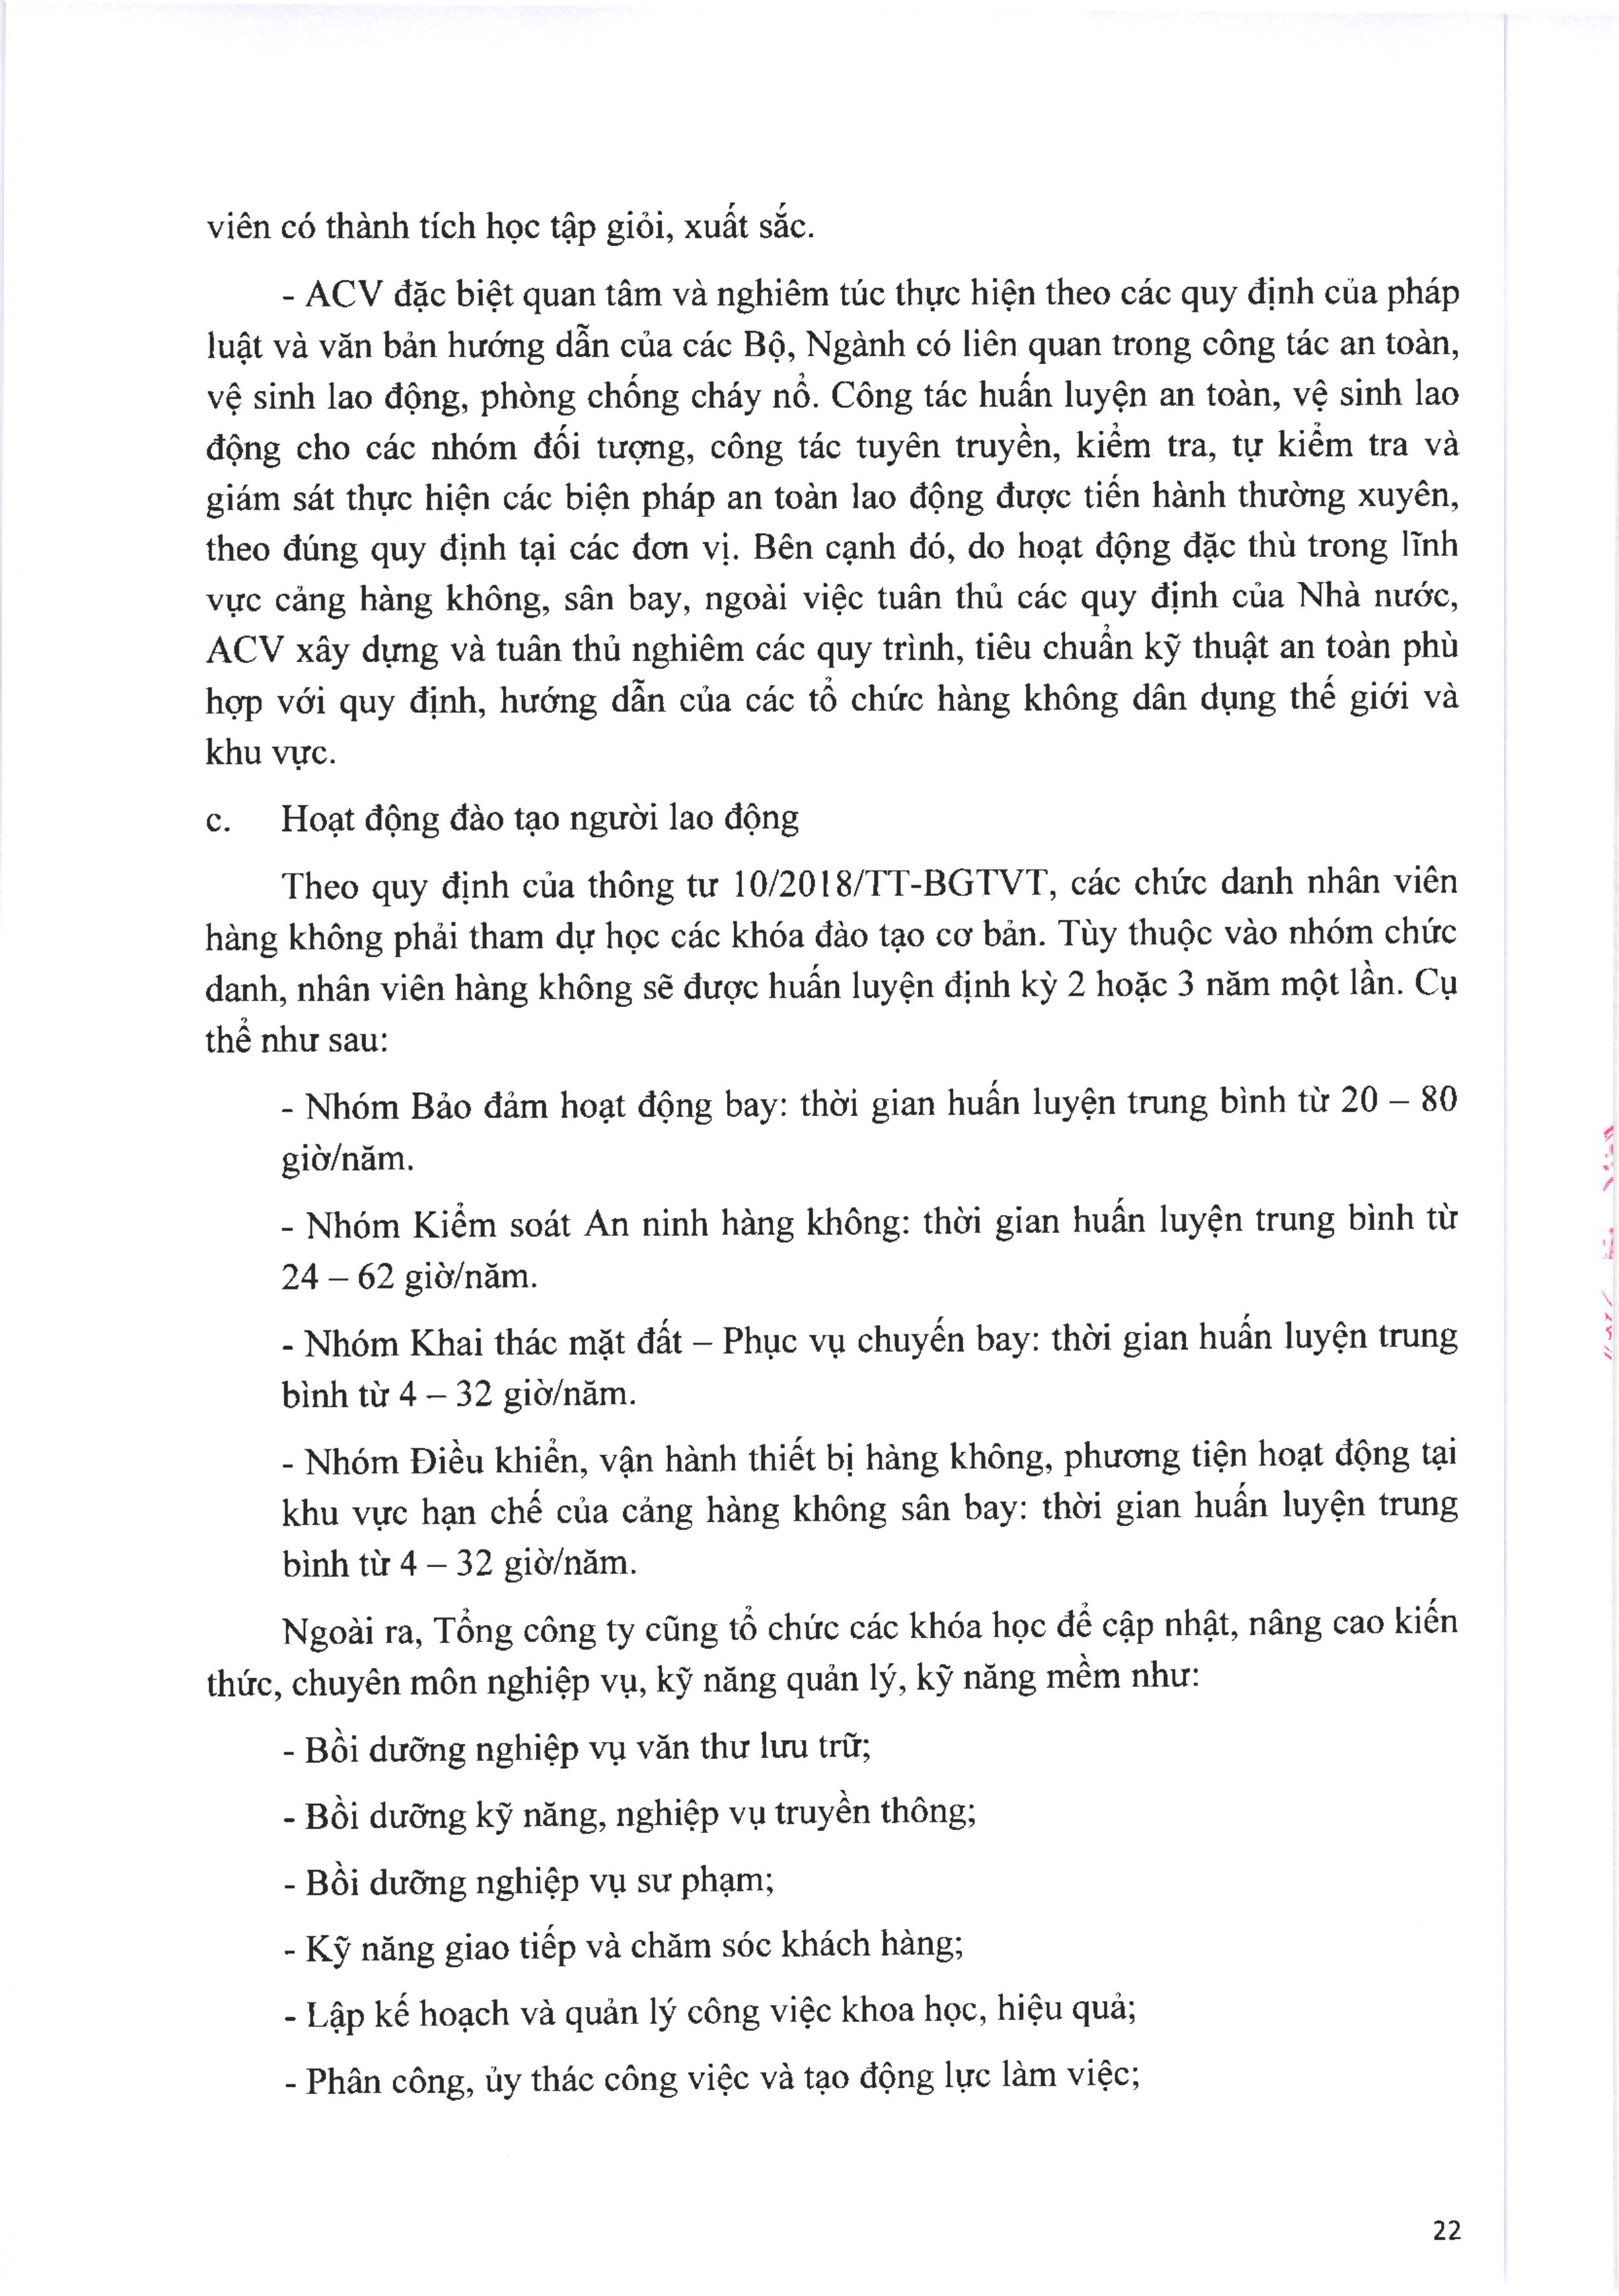 viên có thành tích học tập giỏi, xuất sắc.
- ACV đặc biệt quan tâm và nghiêm túc thực hiện theo các quy định của pháp
luật và văn bản hướng dẫn của các Bộ, Ngành có liên quan trong công tác an toàn,
vệ sinh lao động, phòng chống cháy nổ. Công tác huấn luyện an toàn, vệ sinh lao
động cho các nhóm đối tượng, công tác tuyên truyền, kiểm tra, tự kiểm tra và
giám sát thực hiện các biện pháp an toàn lao động được tiến hành thường xuyên,
theo đúng quy định tại các đơn vị. Bên cạnh đó, do hoạt động đặc thù trong lĩnh
vực cảng hàng không, sân bay, ngoài việc tuân thủ các quy định của Nhà nước,
ACV xây dựng và tuân thủ nghiêm các quy trình, tiêu chuẩn kỹ thuật an toàn phù
hợp với quy định, hướng dẫn của các tổ chức hàng không dân dụng thế giới và
khu vực.
c. Hoạt động đào tạo người lao động
Theo quy định của thông tư 10/2018/TT-BGTVT, các chức danh nhân viên
hàng không phải tham dự học các khóa đào tạo cơ bản. Tùy thuộc vào nhóm chức
danh, nhân viên hàng không sẽ được huấn luyện định kỳ 2 hoặc 3 năm một lần. Cụ
thể như sau:
- Nhóm Bảo đảm hoạt động bay: thời gian huấn luyện trung bình từ 20 – 80
giờ/năm.
- Nhóm Kiểm soát An ninh hàng không: thời gian huấn luyện trung bình từ
24 – 62 giờ/năm.
- Nhóm Khai thác mặt đất – Phục vụ chuyến bay: thời gian huấn luyện trung
bình từ 4 – 32 giờ/năm.
- Nhóm Điều khiển, vận hành thiết bị hàng không, phương tiện hoạt động tại
khu vực hạn chế của cảng hàng không sân bay: thời gian huấn luyện trung
bình từ 4 – 32 giờ/năm.
Ngoài ra, Tổng công ty cũng tổ chức các khóa học để cập nhật, nâng cao kiến
thức, chuyên môn nghiệp vụ, kỹ năng quản lý, kỹ năng mềm như:
- Bồi dưỡng nghiệp vụ văn thư lưu trữ;
- Bồi dưỡng kỹ năng, nghiệp vụ truyền thông;
- Bồi dưỡng nghiệp vụ sư phạm;
- Kỹ năng giao tiếp và chăm sóc khách hàng;
- Lập kế hoạch và quản lý công việc khoa học, hiệu quả;
- Phân công, ủy thác công việc và tạo động lực làm việc;
22